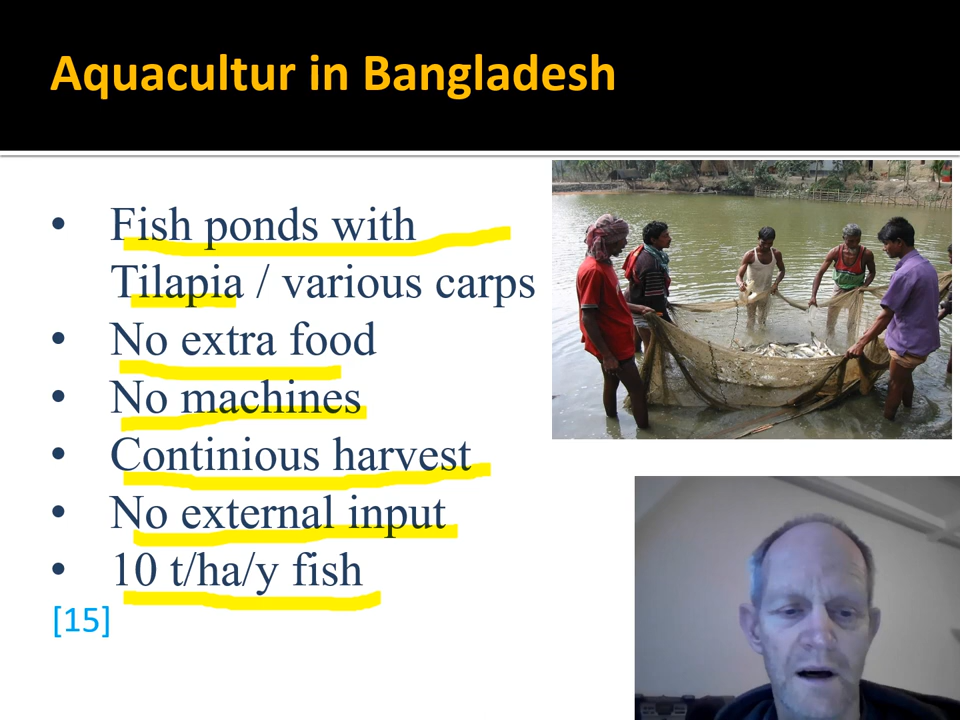 Aquacultur in Bangladesh
• Fish ponds with
Tilapia / various carps
• No extra food
• No machines
• Continious harvest
• No external input
• 10 t/ha/y fish
[15]